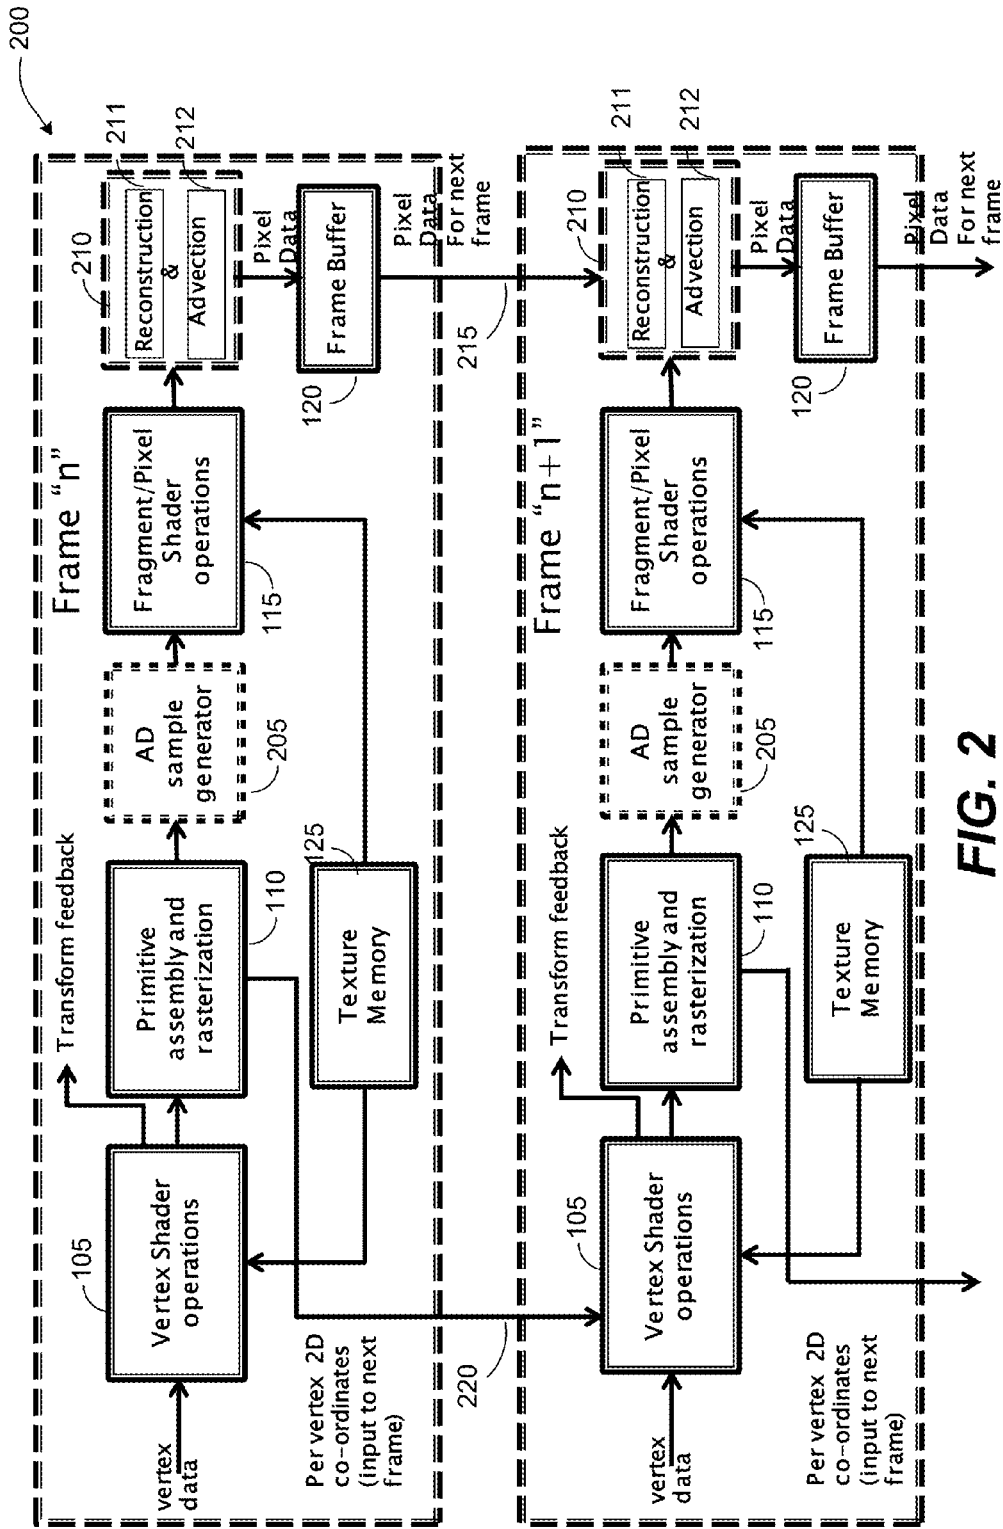 200
Frame “n”
Transform feedback
105
Vertex Shader
operations
vertex
data
Primitive
assembly and
rasterization
110
AD
sample
generator
205
Fragment/Pixel
Shader
operations
115
210
Reconstruction
&
Advection
211
212
Pixel
Data
Frame Buffer
120
Pixel
Data
For next
frame
125
Texture
Memory
Per vertex 2D
co-ordinates
(input to next
frame)
220
215
Frame “n+1”
Transform feedback
105
Vertex Shader
operations
vertex
data
Primitive
assembly and
rasterization
110
AD
sample
generator
205
Fragment/Pixel
Shader
operations
115
210
Reconstruction
&
Advection
211
212
Pixel
Data
Frame Buffer
120
Pixel
Data
For next
frame
125
Texture
Memory
Per vertex 2D
co-ordinates
(input to next
frame)
FIG. 2